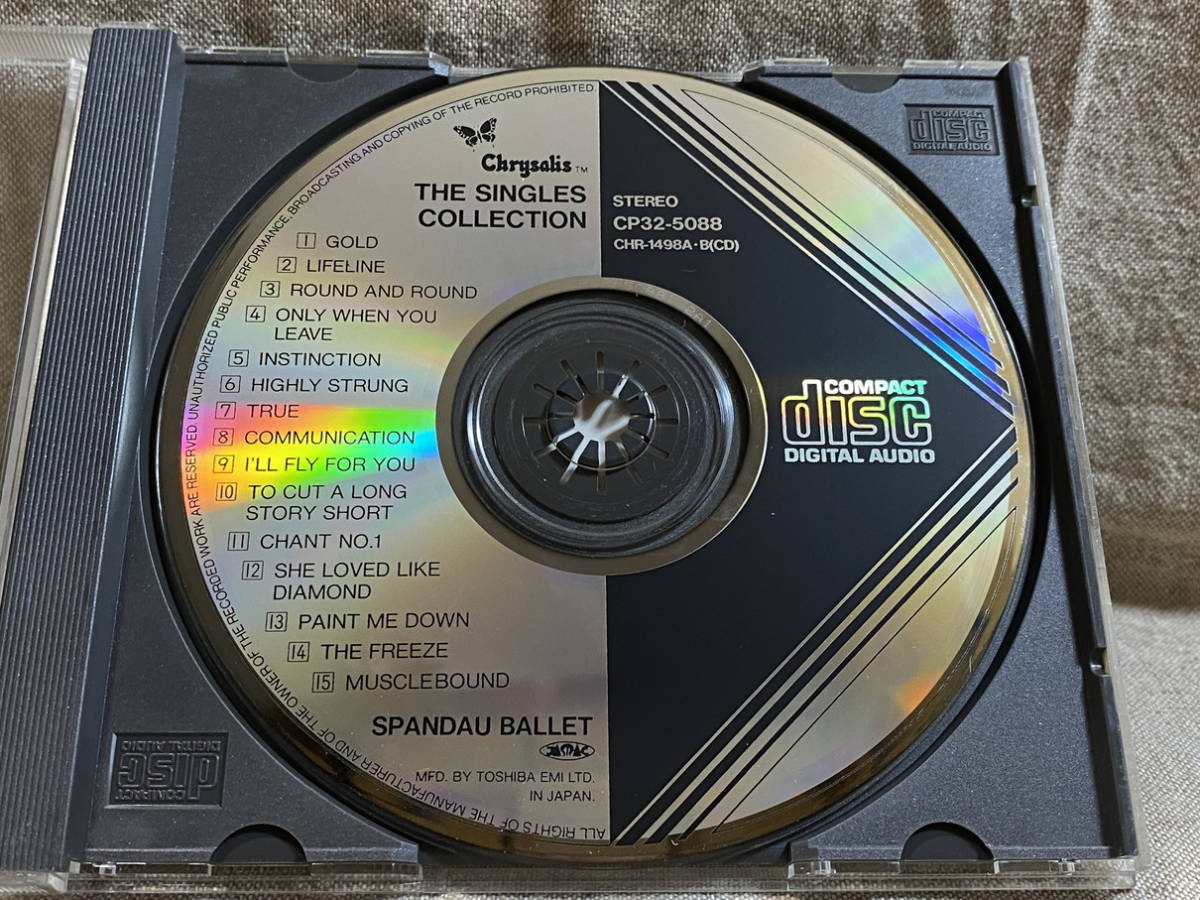 Chrysalis™
THE SINGLES
COLLECTION
1 GOLD
2 LIFELINE
3 ROUND AND ROUND
4 ONLY WHEN YOU
LEAVE
5 INSTINCTION
6 HIGHLY STRUNG
7 TRUE
8 COMMUNICATION
9 I'LL FLY FOR YOU
10 TO CUT A LONG
STORY SHORT
11 CHANT NO.1
12 SHE LOVED LIKE
DIAMOND
13 PAINT ME DOWN
14 THE FREEZE
15 MUSCLEBOUND
SPANDAU BALLET
JASRAC
MFD. BY TOSHIBA EMI LTD.
IN JAPAN.
STEREO
CP32-5088
CHR-1498A・B(CD)
COMPACT
disc
DIGITAL AUDIO
ALL RIGHTS OF THE MANUFACTURER AND OF THE OWNER OF THE RECORDED WORK ARE RESERVED. UNAUTHORIZED PUBLIC PERFORMANCE, BROADCASTING AND COPYING OF THE RECORD PROHIBITED.
COMPACT
disc
DIGITAL AUDIO
COMPACT
disc
DIGITAL AUDIO